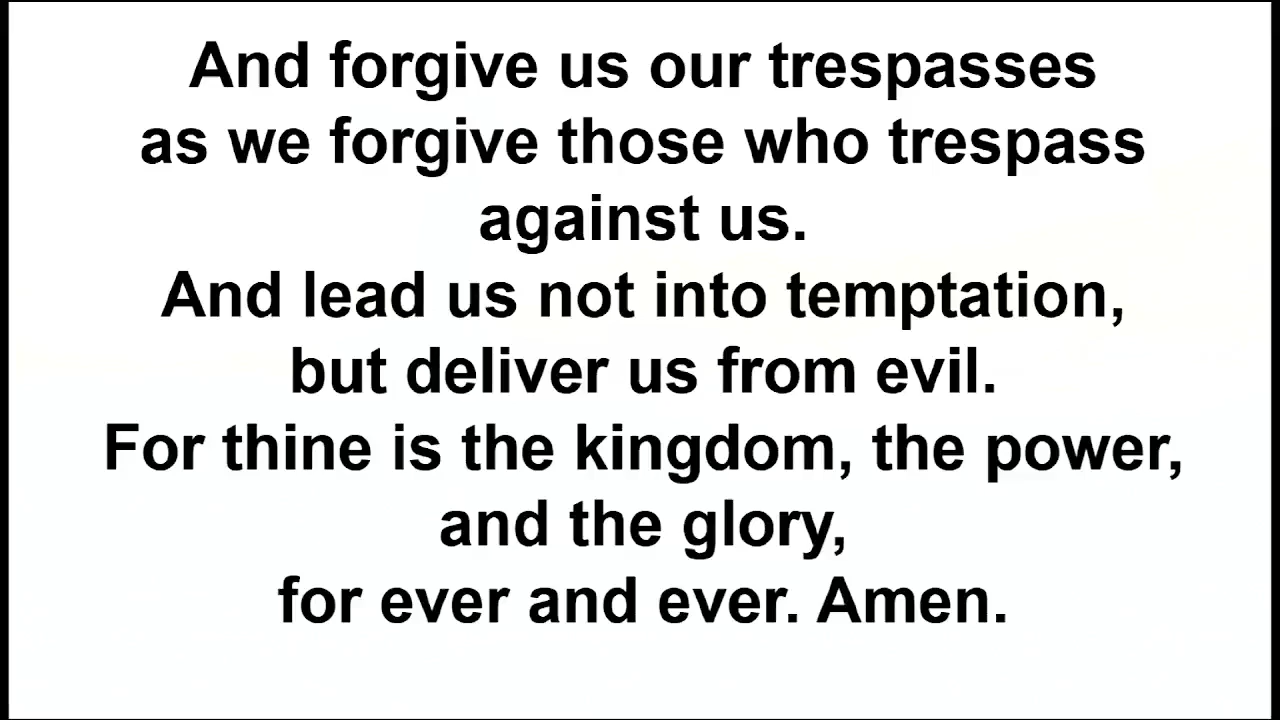 And forgive us our trespasses
as we forgive those who trespass
against us.
And lead us not into temptation,
but deliver us from evil.
For thine is the kingdom, the power,
and the glory,
for ever and ever. Amen.